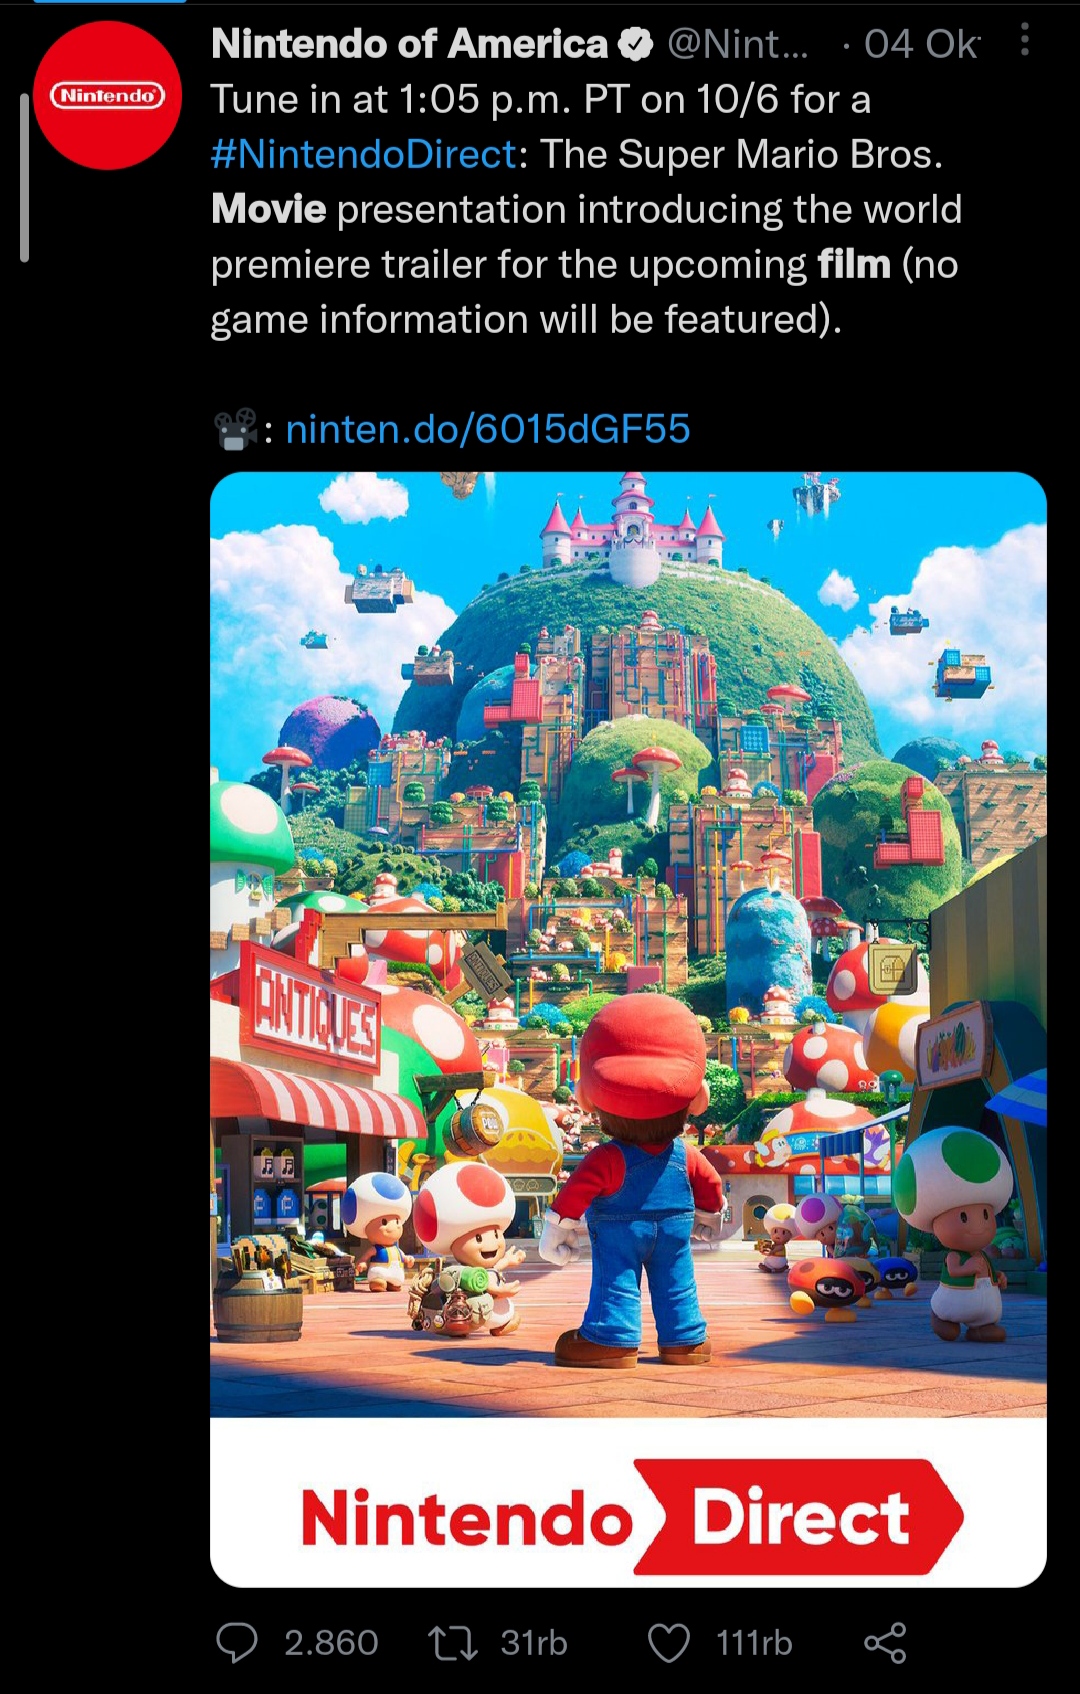 Nintendo
Nintendo of America @Nint... · 04 Ok
Tune in at 1:05 p.m. PT on 10/6 for a
#NintendoDirect: The Super Mario Bros.
Movie presentation introducing the world
premiere trailer for the upcoming film (no
game information will be featured).
: ninten.do/6015dGF55
ANTIQUES
POW
Nintendo Direct
2.860 31rb 111rb